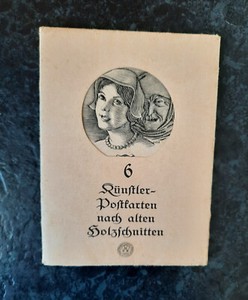 6
Künstler-
Postkarten
nach alten
Holzschnitten